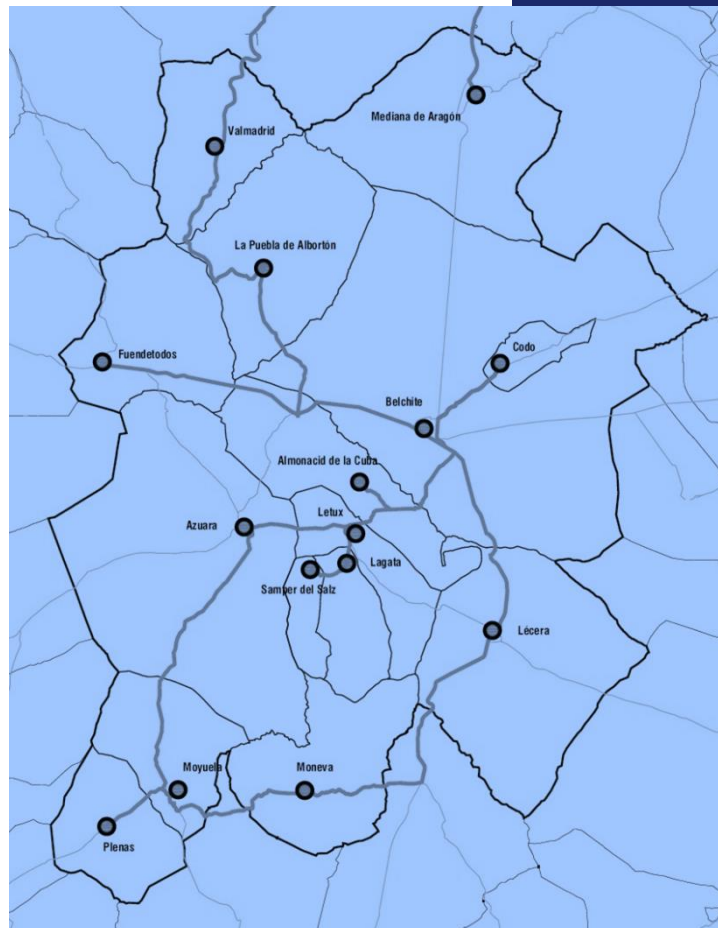 Mediana de Aragón
Valmadrid
La Puebla de Albortón
Fuendetodos
Codo
Belchite
Almonacid de la Cuba
Letux
Azuara
Lagata
Samper del Salz
Lécera
Moyuela
Moneva
Plenas